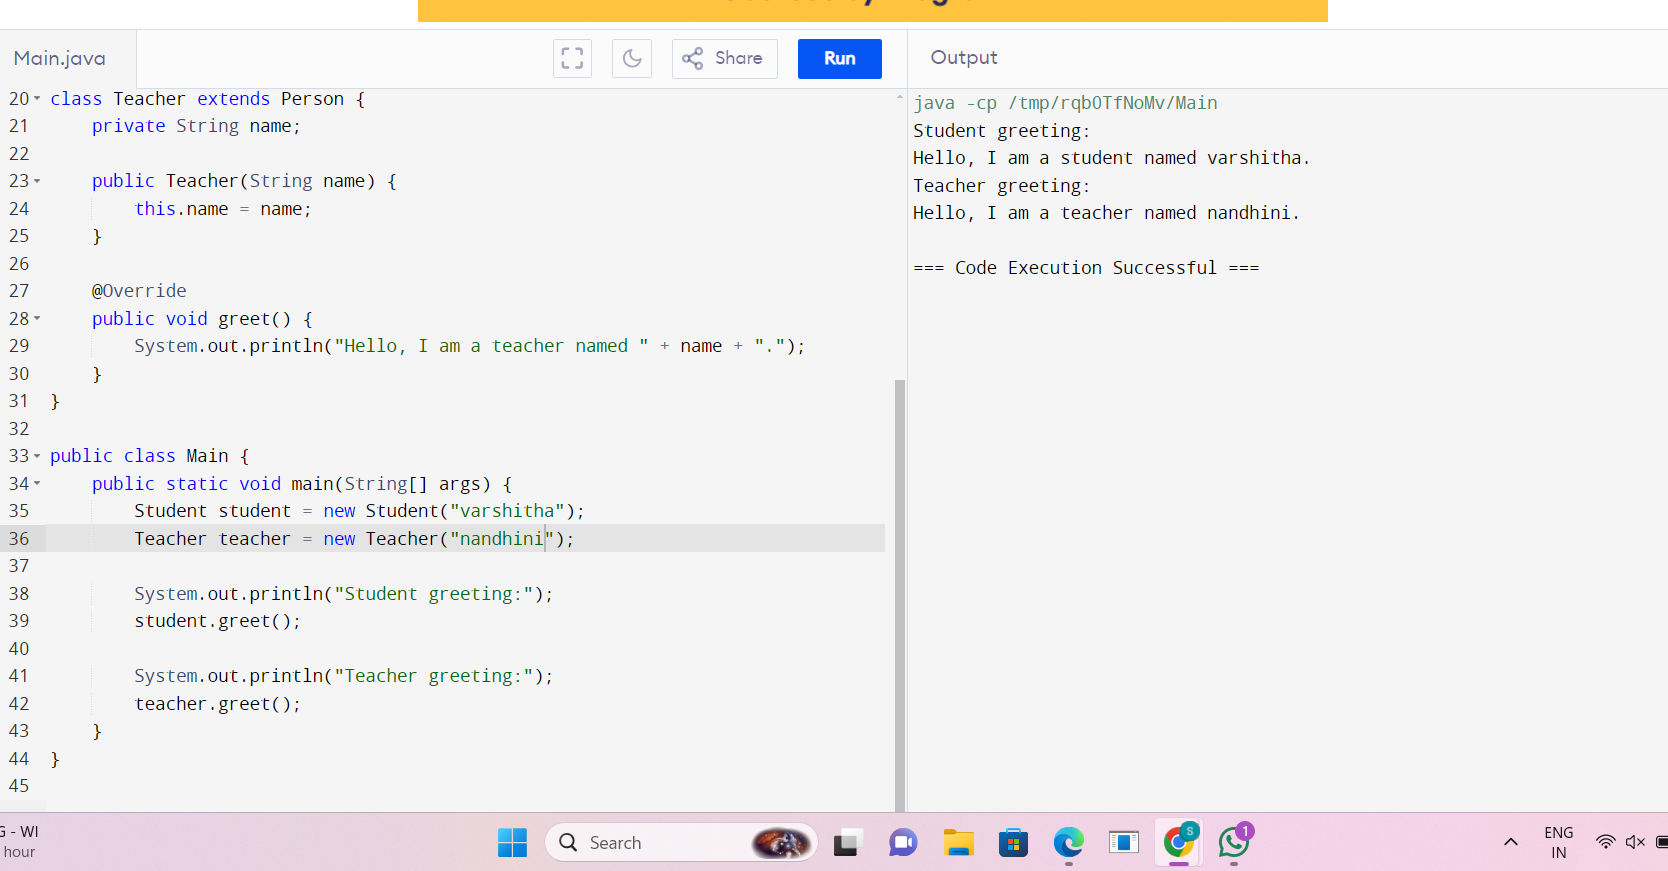 Main.java
Share
Run
Output
20 class Teacher extends Person {
21     private String name;
22
23     public Teacher(String name) {
24         this.name = name;
25     }
26
27     @Override
28     public void greet() {
29         System.out.println("Hello, I am a teacher named " + name + ".");
30     }
31 }
32
33 public class Main {
34     public static void main(String[] args) {
35         Student student = new Student("varshitha");
36         Teacher teacher = new Teacher("nandhini");
37
38         System.out.println("Student greeting:");
39         student.greet();
40
41         System.out.println("Teacher greeting:");
42         teacher.greet();
43     }
44 }
45
java -cp /tmp/rqbOTfNoMv/Main
Student greeting:
Hello, I am a student named varshitha.
Teacher greeting:
Hello, I am a teacher named nandhini.
=== Code Execution Successful ===
G - WI
hour
Search
S
1
ENG
IN